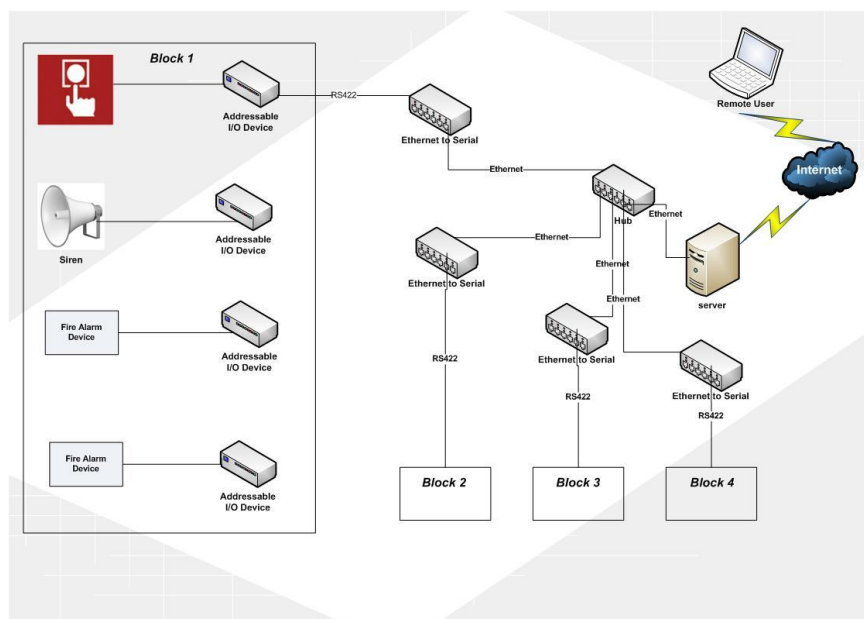 Block 1
Addressable
I/O Device
RS422
Ethernet to Serial
Remote User
Internet
Ethernet
Hub
Ethernet
Siren
Addressable
I/O Device
Ethernet
Ethernet to Serial
Ethernet
server
Ethernet
Fire Alarm
Device
Addressable
I/O Device
RS422
Ethernet to Serial
RS422
Ethernet to Serial
RS422
Fire Alarm
Device
Addressable
I/O Device
Block 2
Block 3
Block 4